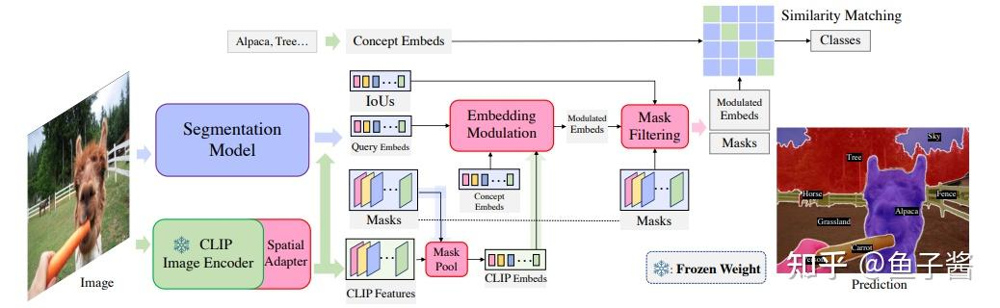 Similarity Matching
Alpaca, Tree...
Concept Embeds
Classes
IoUs
Segmentation
Model
Query Embeds
Embedding
Modulation
Modulated
Embeds
Mask
Filtering
Modulated
Embeds
Masks
Masks
Concept
Embeds
Masks
CLIP
Image Encoder
Spatial
Adapter
Mask
Pool
CLIP Features
CLIP Embeds
: Frozen Weight
Image
Sky
Tree
Horse
Fence
Alpaca
Grassland
Carrot
Prediction
知乎 @鱼子酱